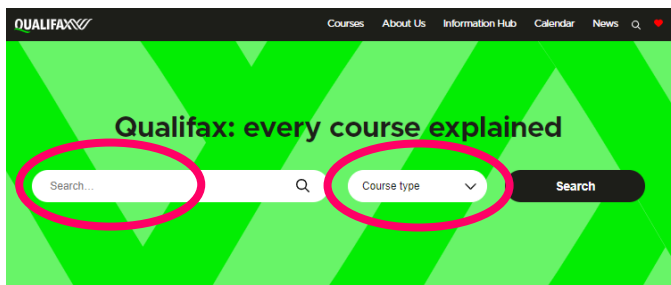 QUALIFAX
Courses About Us Information Hub Calendar News
Qualifax: every course explained
Search... Course type Search